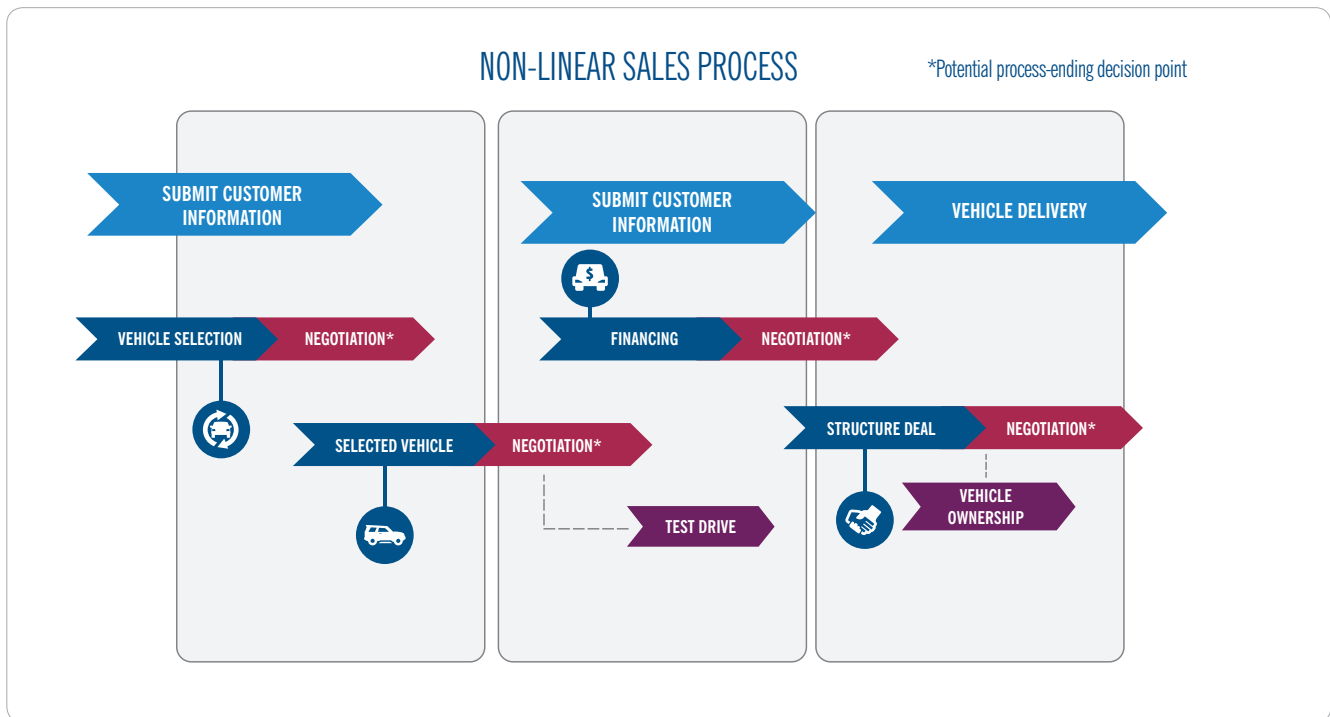 NON-LINEAR SALES PROCESS
*Potential process-ending decision point
SUBMIT CUSTOMER
INFORMATION
SUBMIT CUSTOMER
INFORMATION
VEHICLE DELIVERY
$
VEHICLE SELECTION
NEGOTIATION*
FINANCING
NEGOTIATION*
SELECTED VEHICLE
NEGOTIATION*
STRUCTURE DEAL
NEGOTIATION*
TEST DRIVE
VEHICLE
OWNERSHIP